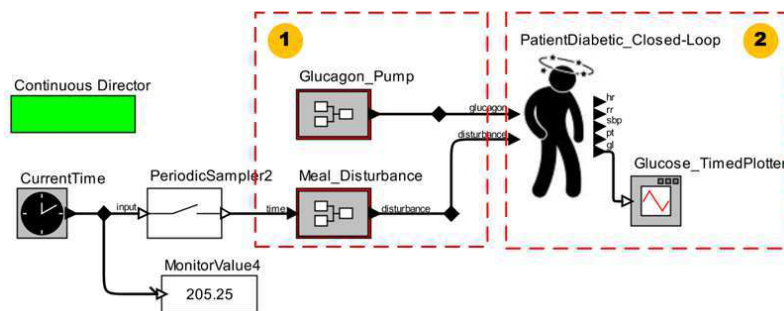 1
PatientDiabetic_Closed-Loop
2
Continuous Director
Glucagon_Pump
glucagon
disturbance
hr
rr
sbp
pt
gl
CurrentTime
PeriodicSampler2
Meal_Disturbance
Glucose_TimedPlotter
input
time
disturbance
MonitorValue4
205.25